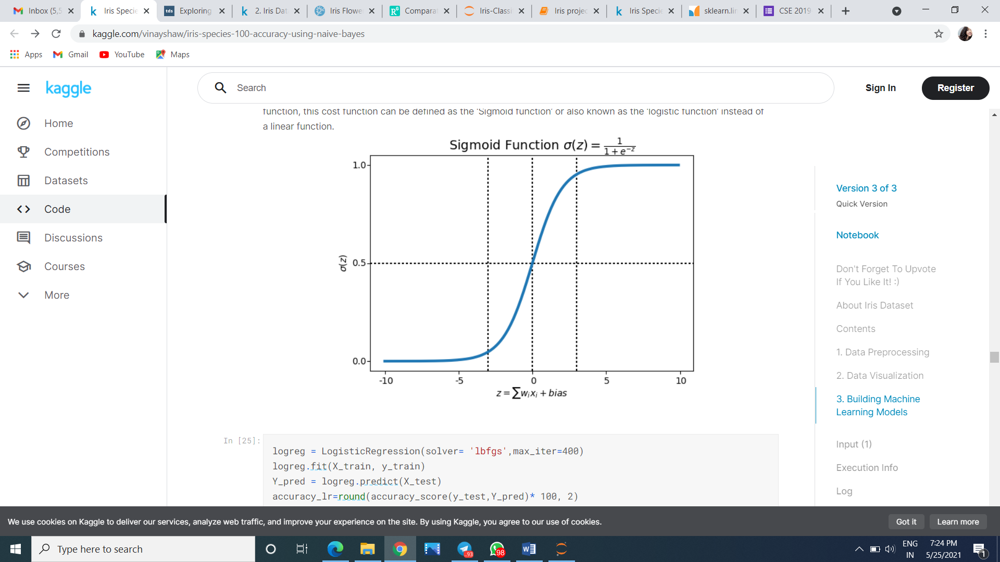 Inbox (5,5
Iris Specie
tds
Exploring
2. Iris Dat
Iris Flowe
Comparat
Iris-Classi
Iris projec
Iris Specie
sklearn.lin
CSE 2019
kaggle.com/vinayshaw/iris-species-100-accuracy-using-naive-bayes
Apps
Gmail
YouTube
Maps
kaggle
Search
Sign In
Register
Home
Competitions
Datasets
Code
Discussions
Courses
More
function, this cost function can be defined as the 'Sigmoid function' or also known as the 'logistic function' instead of
a linear function.
Sigmoid Function σ(z) = 1/(1 + e^-z)
1.0
0.5
0.0
σ(z)
-10 -5 0 5 10
z = ∑wᵢxᵢ + bias
In [25]:
logreg = LogisticRegression(solver= 'lbfgs',max_iter=400)
logreg.fit(X_train, y_train)
Y_pred = logreg.predict(X_test)
accuracy_lr=round(accuracy_score(y_test,Y_pred)* 100, 2)
Version 3 of 3
Quick Version
Notebook
Don't Forget To Upvote
If You Like It! :)
About Iris Dataset
Contents
1. Data Preprocessing
2. Data Visualization
3. Building Machine
Learning Models
Input (1)
Execution Info
Log
We use cookies on Kaggle to deliver our services, analyze web traffic, and improve your experience on the site. By using Kaggle, you agree to our use of cookies.
Got it
Learn more
Type here to search
93
98
ENG
IN
7:24 PM
5/25/2021
1